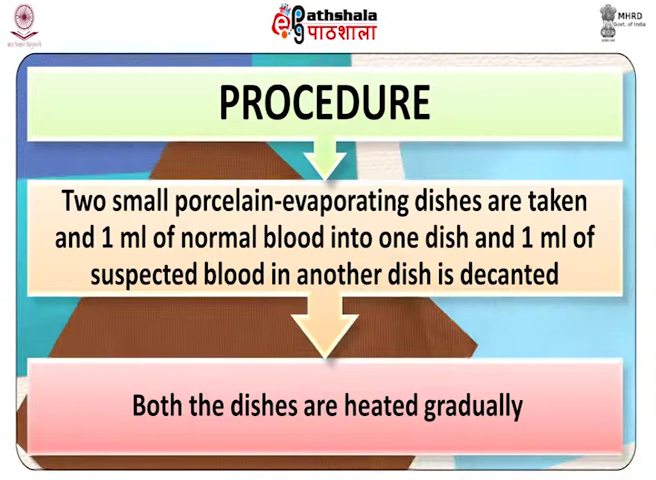 Pathshala
पाठशाला
MHRD
Govt. of India
PROCEDURE
Two small porcelain-evaporating dishes are taken
and 1 ml of normal blood into one dish and 1 ml of
suspected blood in another dish is decanted
Both the dishes are heated gradually